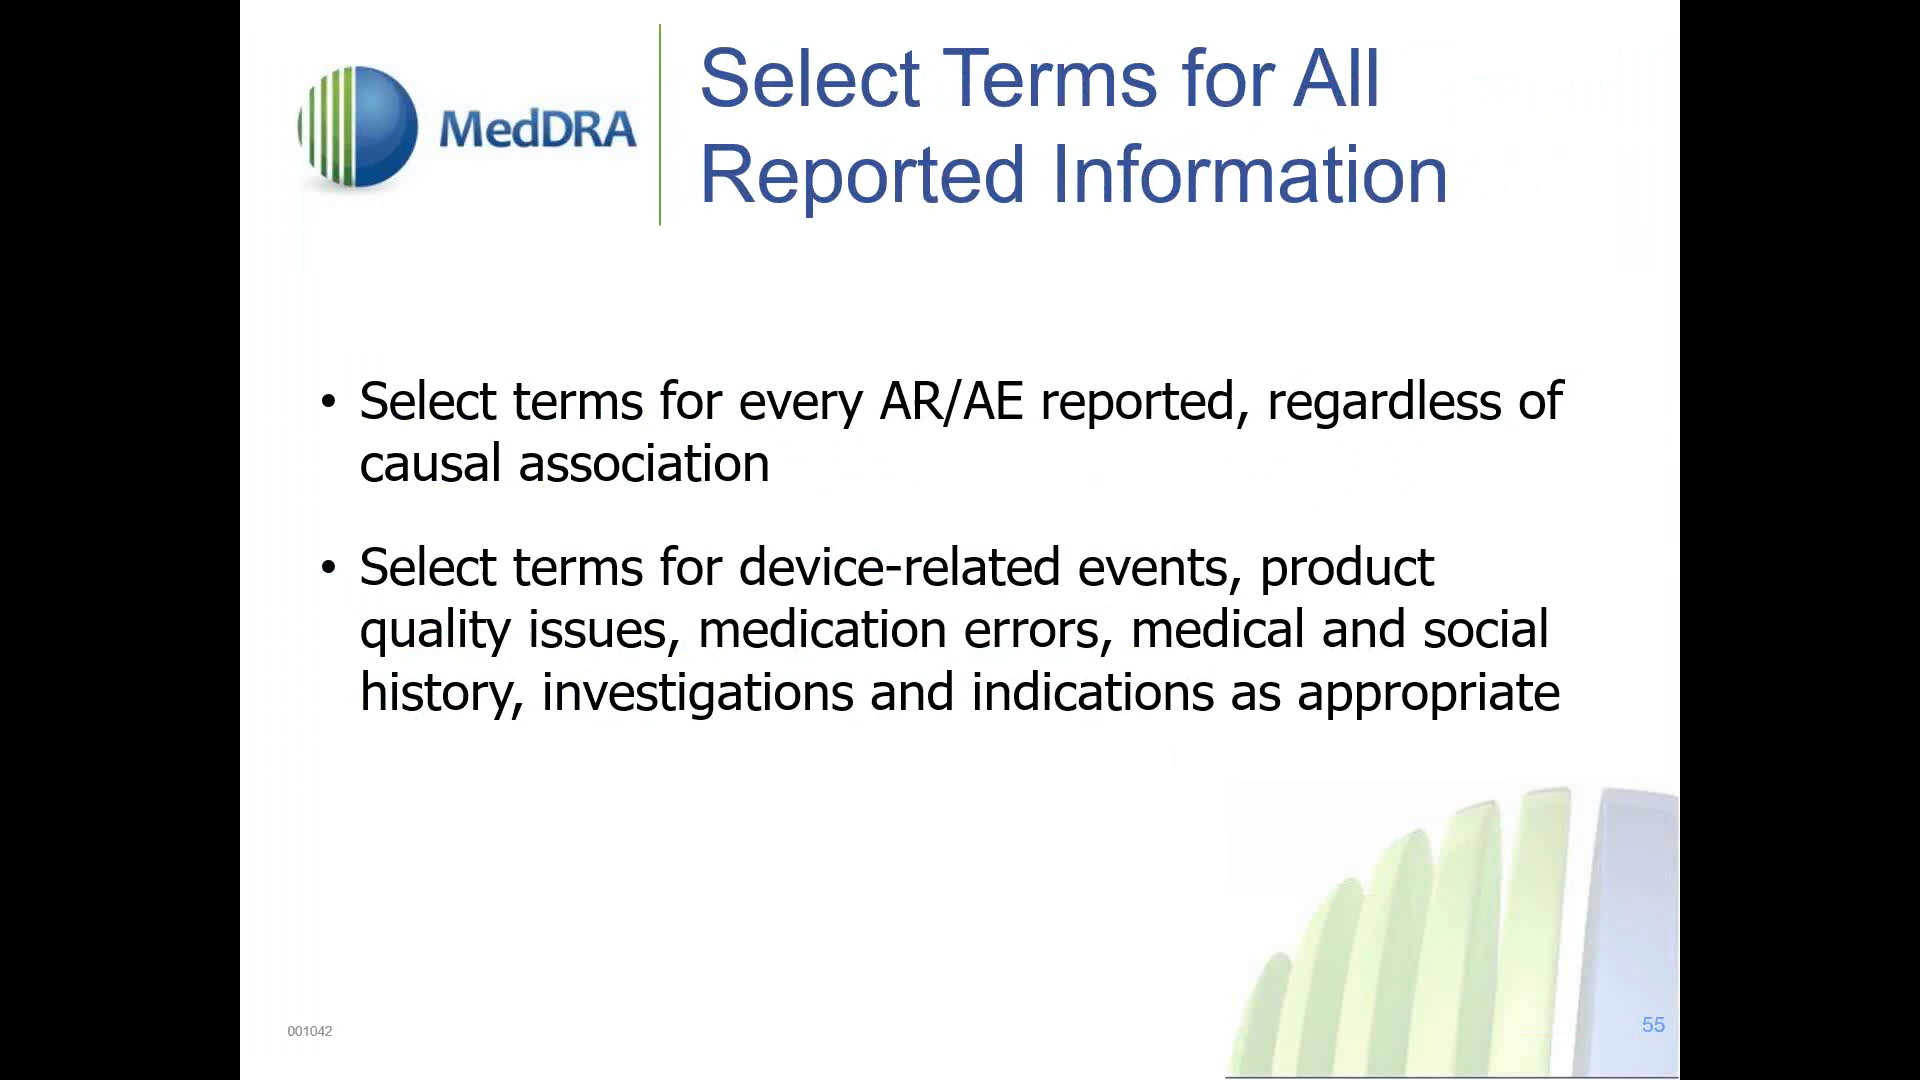 MedDRA
Select Terms for All
Reported Information
• Select terms for every AR/AE reported, regardless of
causal association
• Select terms for device-related events, product
quality issues, medication errors, medical and social
history, investigations and indications as appropriate
001042
55